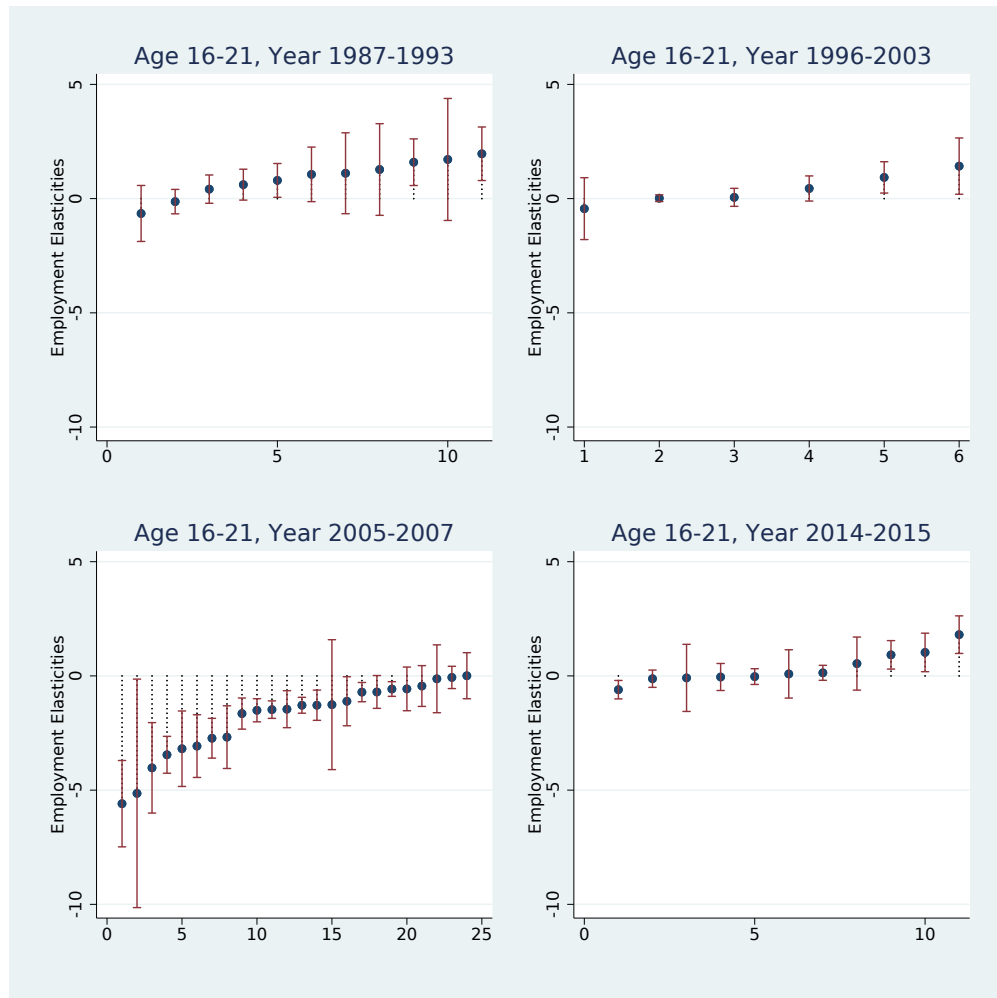 Age 16-21, Year 1987-1993
Employment Elasticities
5
0
-5
-10
0 5 10
Age 16-21, Year 1996-2003
Employment Elasticities
5
0
-5
-10
1 2 3 4 5 6
Age 16-21, Year 2005-2007
Employment Elasticities
5
0
-5
-10
0 5 10 15 20 25
Age 16-21, Year 2014-2015
Employment Elasticities
5
0
-5
-10
0 5 10